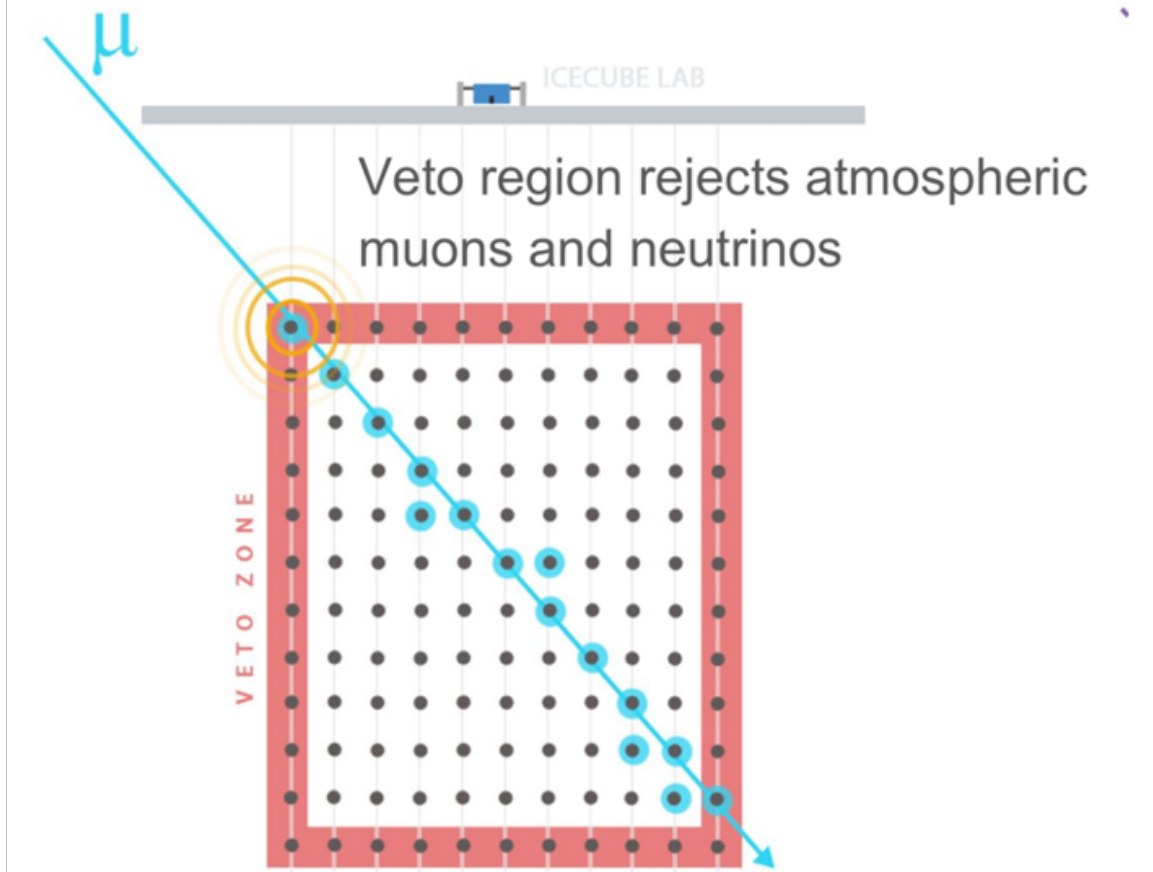 μ
ICECUBE LAB
Veto region rejects atmospheric
muons and neutrinos
VETO ZONE